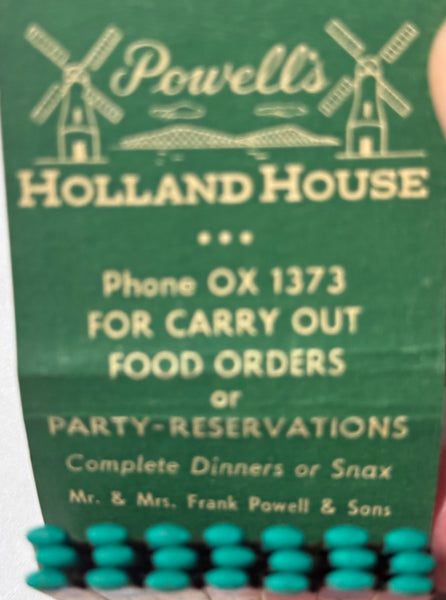 Powell's
HOLLAND HOUSE
• • •
Phone OX 1373
FOR CARRY OUT
FOOD ORDERS
or
PARTY-RESERVATIONS
Complete Dinners or Snax
Mr. & Mrs. Frank Powell & Sons